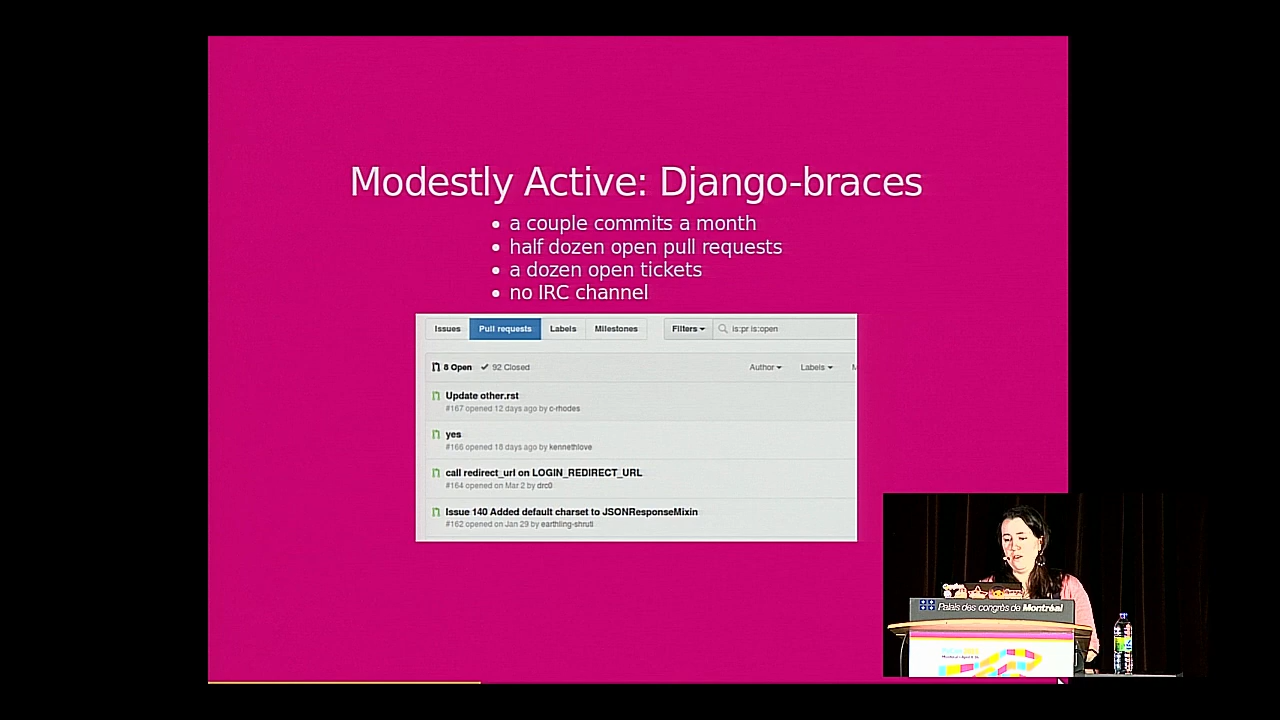 Modestly Active: Django-braces
• a couple commits a month
• half dozen open pull requests
• a dozen open tickets
• no IRC channel
Issues Pull requests Labels Milestones Filters is:pr is:open
8 Open 92 Closed Author Labels M
Update other.rst
#167 opened 12 days ago by c-rhodes
yes
#166 opened 18 days ago by kennethlove
call redirect_url on LOGIN_REDIRECT_URL
#164 opened on Mar 2 by drc0
Issue 140 Added default charset to JSONResponseMixin
#162 opened on Jan 29 by earthling-shruti
Palais des congrès de Montréal